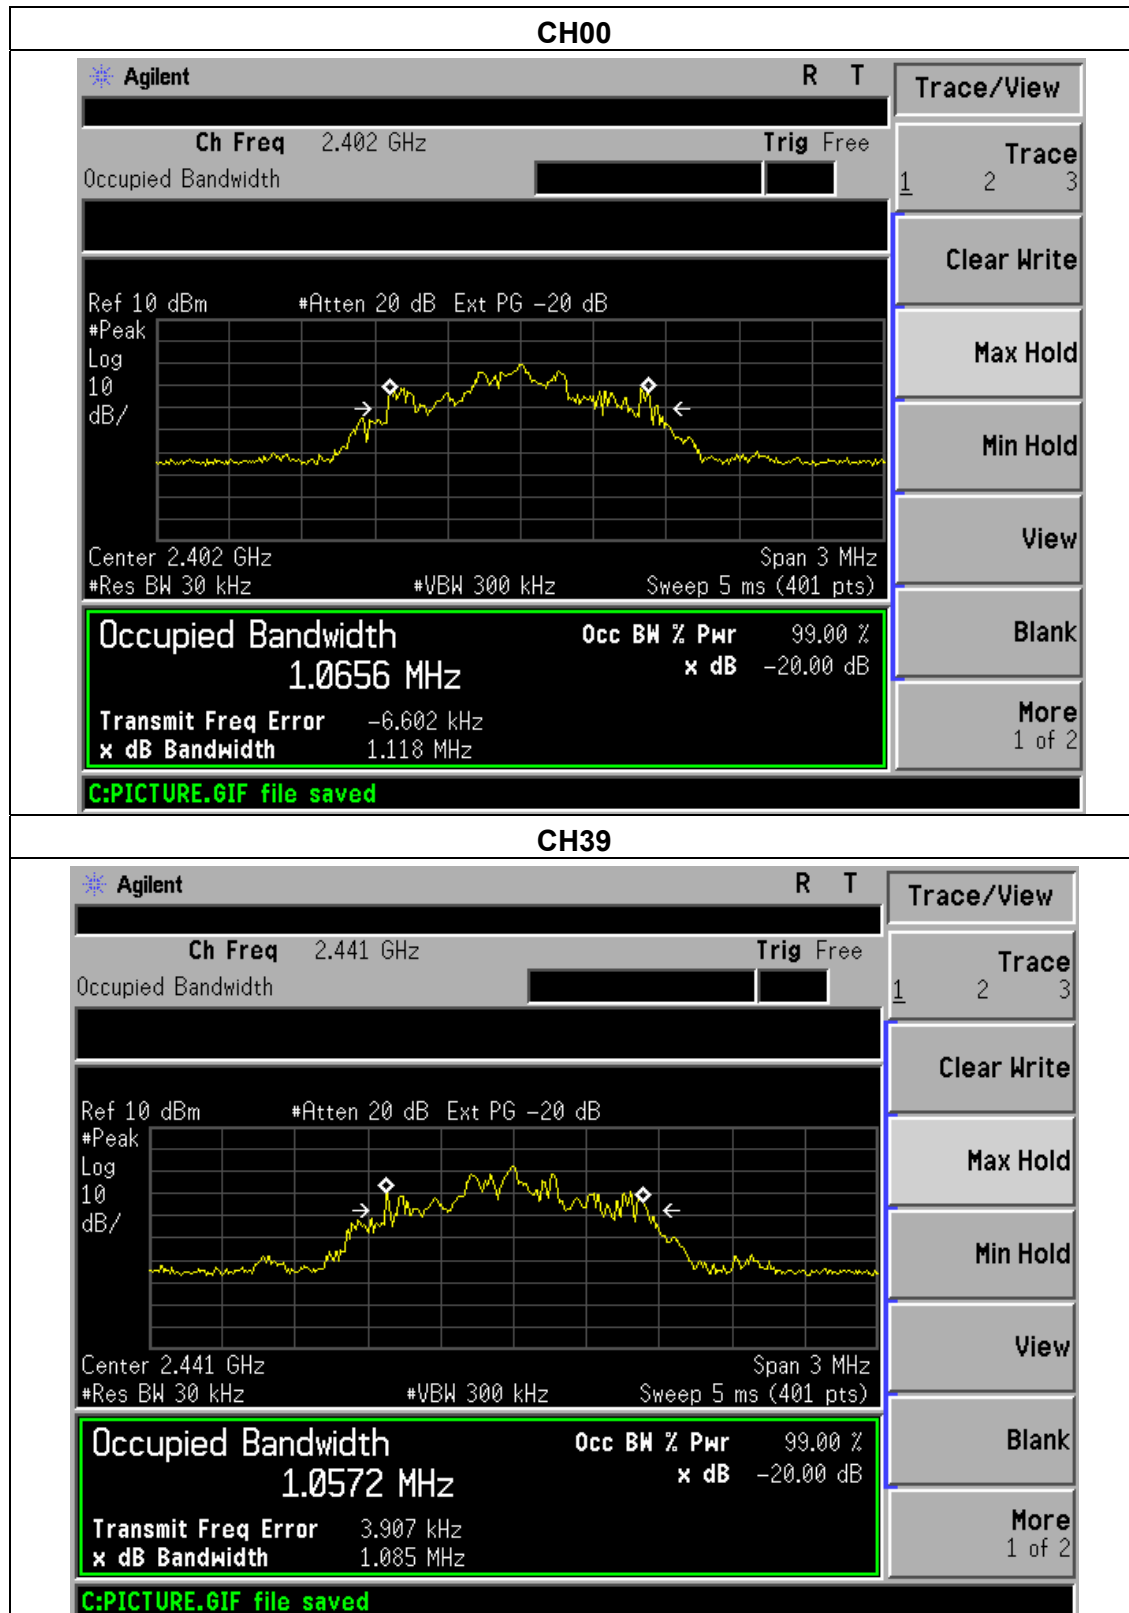 CH00
Agilent R T
Trace/View
Ch Freq 2.402 GHz Trig Free
Occupied Bandwidth
Trace
1 2 3
Clear Write
Max Hold
Min Hold
View
Blank
More
1 of 2
Ref 10 dBm #Atten 20 dB Ext PG -20 dB
#Peak
Log
10
dB/
Center 2.402 GHz Span 3 MHz
#Res BW 30 kHz #VBW 300 kHz Sweep 5 ms (401 pts)
Occupied Bandwidth Occ BW % Pwr 99.00 %
1.0656 MHz x dB -20.00 dB
Transmit Freq Error -6.602 kHz
x dB Bandwidth 1.118 MHz
C:PICTURE.GIF file saved
CH39
Agilent R T
Trace/View
Ch Freq 2.441 GHz Trig Free
Occupied Bandwidth
Trace
1 2 3
Clear Write
Max Hold
Min Hold
View
Blank
More
1 of 2
Ref 10 dBm #Atten 20 dB Ext PG -20 dB
#Peak
Log
10
dB/
Center 2.441 GHz Span 3 MHz
#Res BW 30 kHz #VBW 300 kHz Sweep 5 ms (401 pts)
Occupied Bandwidth Occ BW % Pwr 99.00 %
1.0572 MHz x dB -20.00 dB
Transmit Freq Error 3.907 kHz
x dB Bandwidth 1.085 MHz
C:PICTURE.GIF file saved